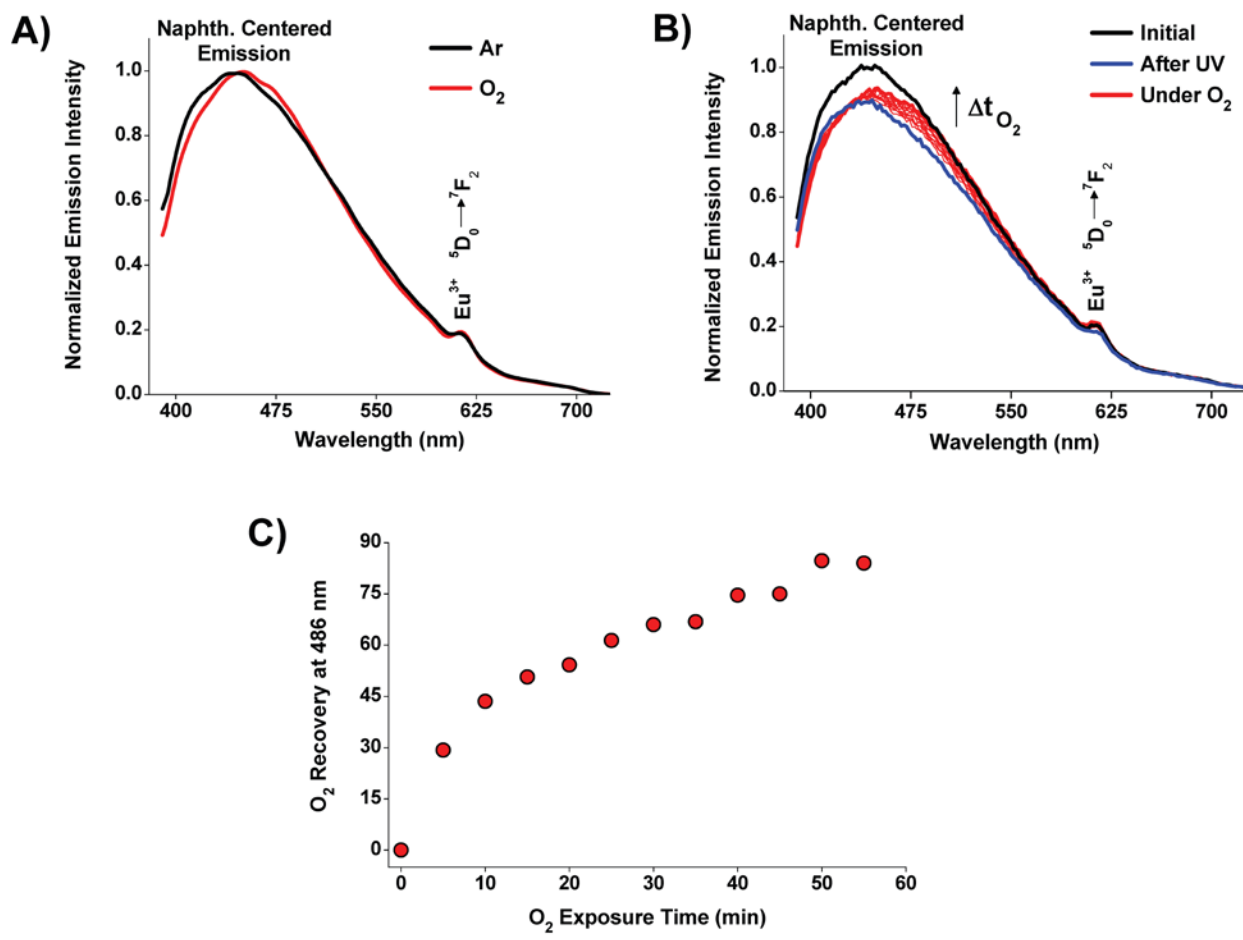 A)
Naphth. Centered
Emission
Ar
O2
Eu3+ 5D0 → 7F2
Normalized Emission Intensity
1.0
0.8
0.6
0.4
0.2
0.0
400 475 550 625 700
Wavelength (nm)
B)
Naphth. Centered
Emission
Initial
After UV
Under O2
Δt O2
Eu3+ 5D0 → 7F2
Normalized Emission Intensity
1.0
0.8
0.6
0.4
0.2
0.0
400 475 550 625 700
Wavelength (nm)
C)
O2 Recovery at 486 nm
90
75
60
45
30
15
0
0 10 20 30 40 50 60
O2 Exposure Time (min)